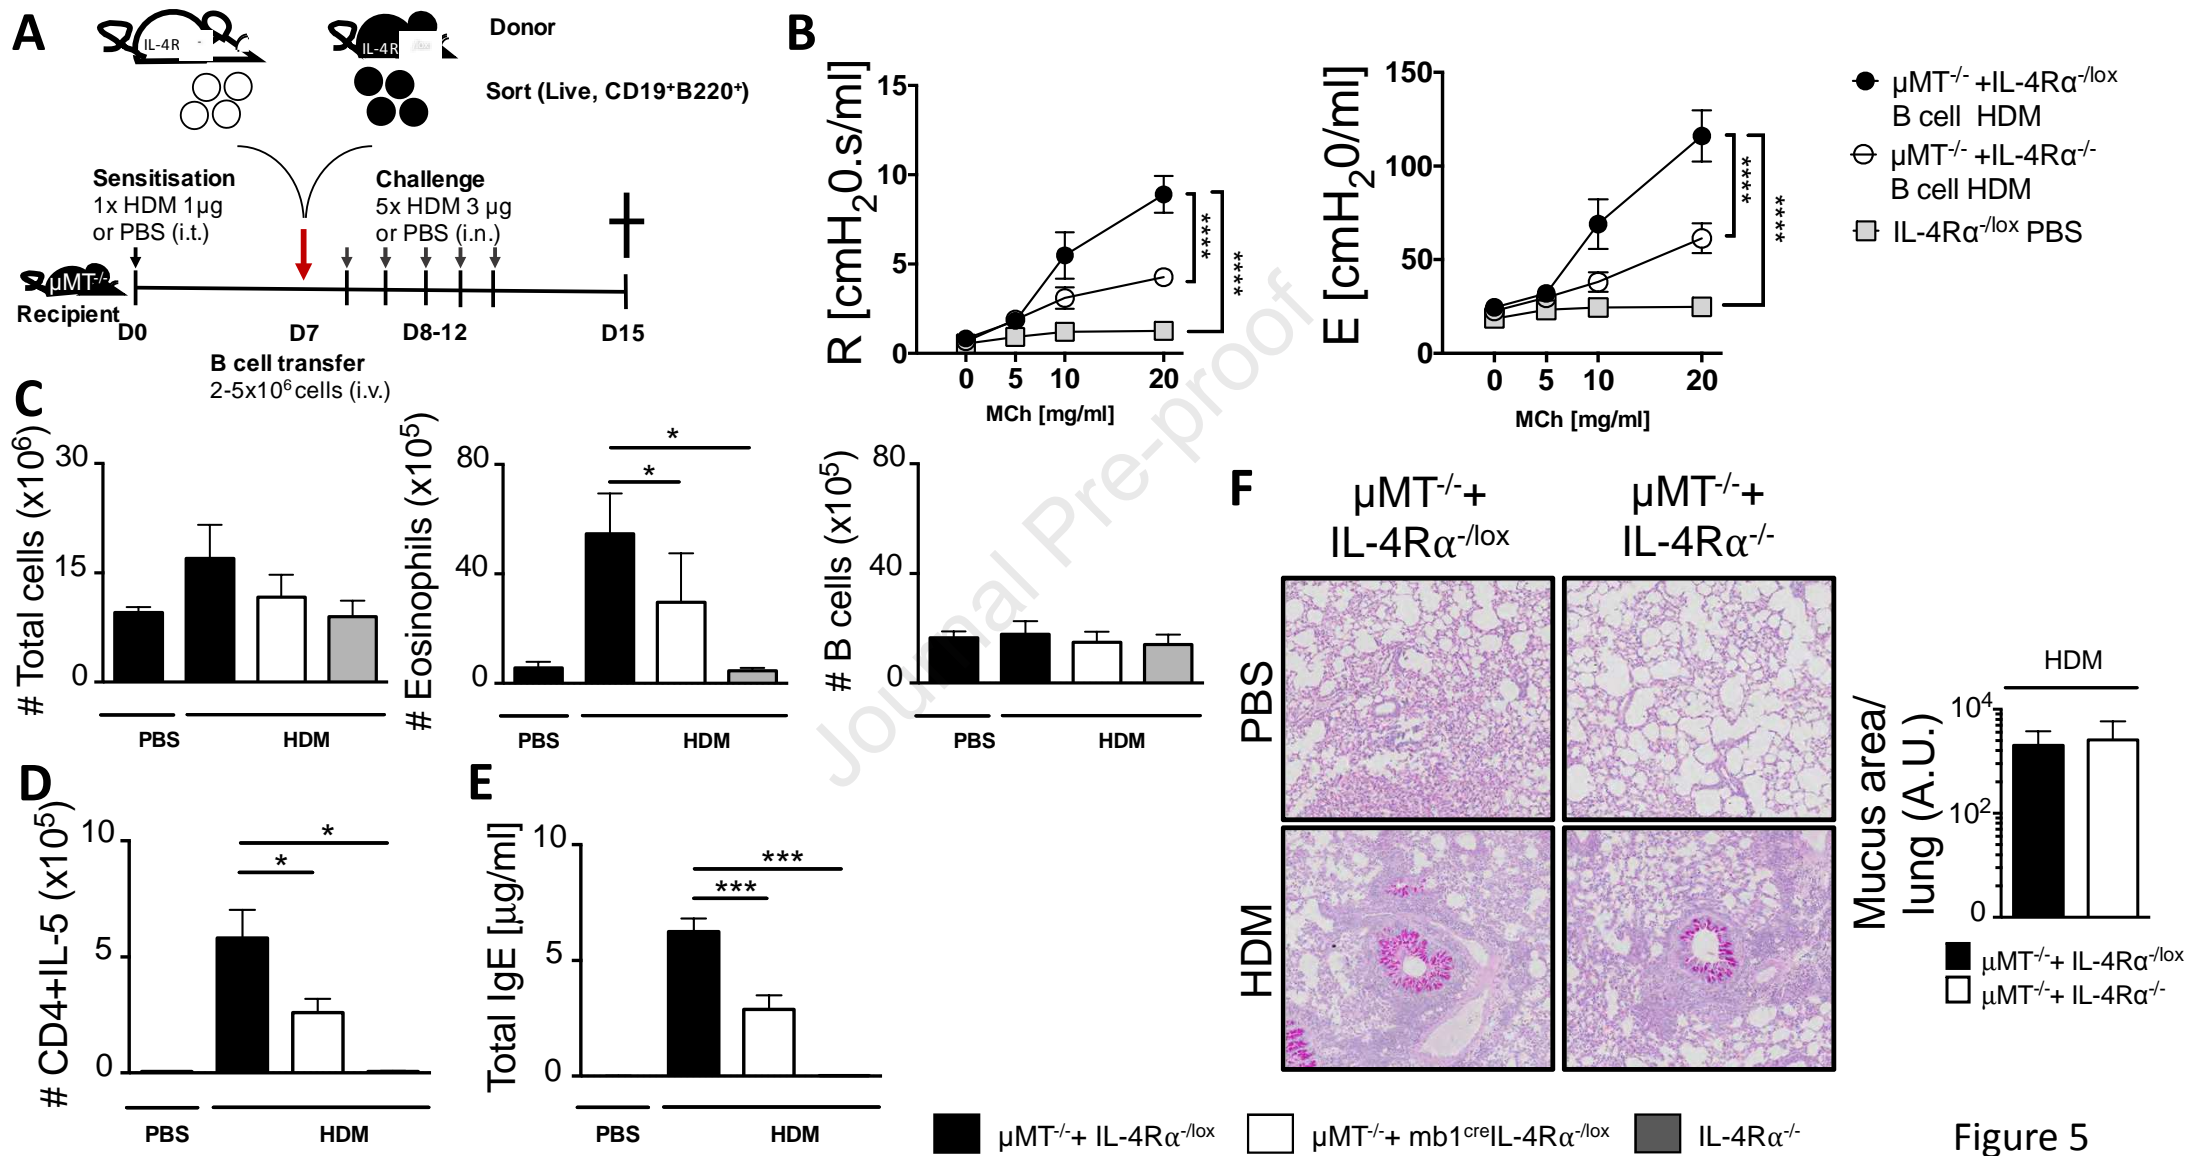 A
IL-4R
IL-4R
Donor
Sort (Live, CD19⁺B220⁺)
Sensitisation
1x HDM 1µg
or PBS (i.t.)
Challenge
5x HDM 3 µg
or PBS (i.n.)
µMT⁻/⁻
Recipient
D0
D7
D8-12
D15
B cell transfer
2-5x10⁶ cells (i.v.)
B
R [cmH₂0.s/ml]
15
10
5
0
0 5 10 20
MCh [mg/ml]
****
****
E [cmH₂0/ml]
150
100
50
0
0 5 10 20
MCh [mg/ml]
****
****
µMT⁻/⁻ +IL-4Rα⁻/lox
B cell HDM
µMT⁻/⁻ +IL-4Rα⁻/⁻
B cell HDM
IL-4Rα⁻/lox PBS
C
# Total cells (x10⁶)
30
15
0
PBS HDM
# Eosinophils (x10⁵)
80
40
0
*
*
PBS HDM
# B cells (x10⁵)
80
40
0
PBS HDM
D
# CD4+IL-5 (x10⁵)
10
5
0
*
*
PBS HDM
E
Total IgE [µg/ml]
10
5
0
***
***
PBS HDM
F
µMT⁻/⁻+
IL-4Rα⁻/lox
µMT⁻/⁻+
IL-4Rα⁻/⁻
PBS
HDM
Mucus area/
lung (A.U.)
HDM
10⁴
10²
0
µMT⁻/⁻+ IL-4Rα⁻/lox
µMT⁻/⁻+ IL-4Rα⁻/⁻
µMT⁻/⁻+ IL-4Rα⁻/lox
µMT⁻/⁻+ mb1ᶜʳᵉIL-4Rα⁻/lox
IL-4Rα⁻/⁻
Journal Pre-proof
Figure 5